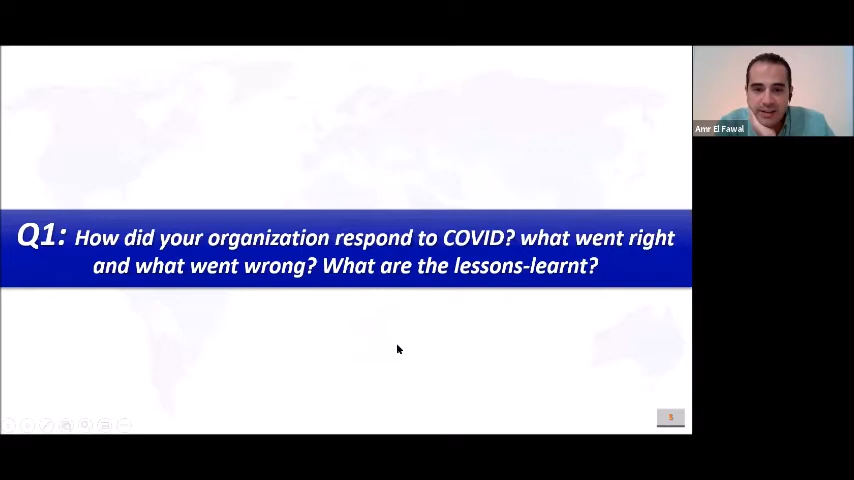 Q1: How did your organization respond to COVID? what went right
and what went wrong? What are the lessons-learnt?
Amr El Fawal
3